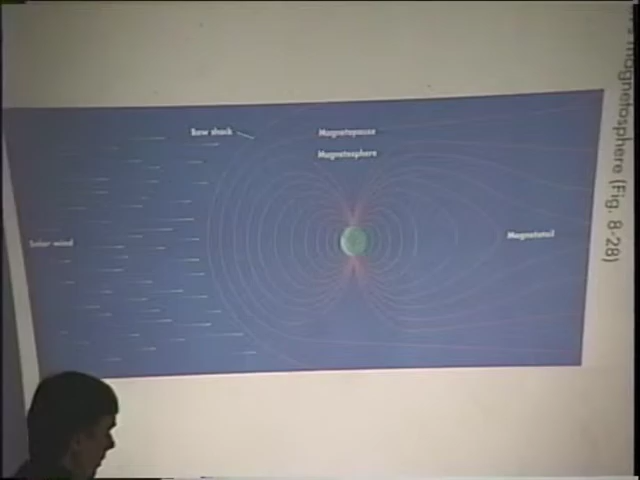 Bow shock
Magnetopause
Magnetosphere
Solar wind
Magnetotail
magnetosphere (Fig. 8-28)